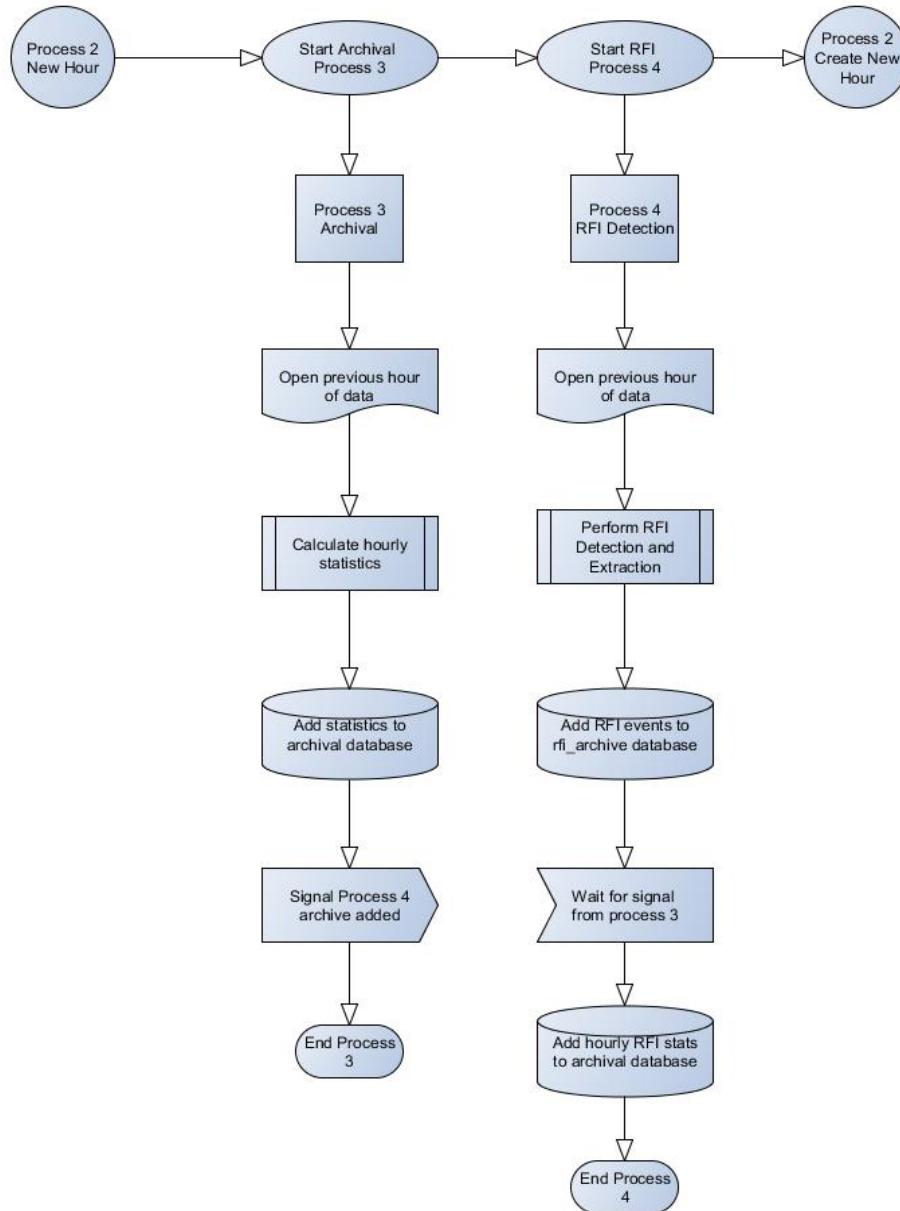 Process 2
New Hour
Start Archival
Process 3
Start RFI
Process 4
Process 2
Create New
Hour
Process 3
Archival
Process 4
RFI Detection
Open previous hour
of data
Open previous hour
of data
Calculate hourly
statistics
Perform RFI
Detection and
Extraction
Add statistics to
archival database
Add RFI events to
rfi_archive database
Signal Process 4
archive added
Wait for signal
from process 3
End Process
3
Add hourly RFI stats
to archival database
End Process
4